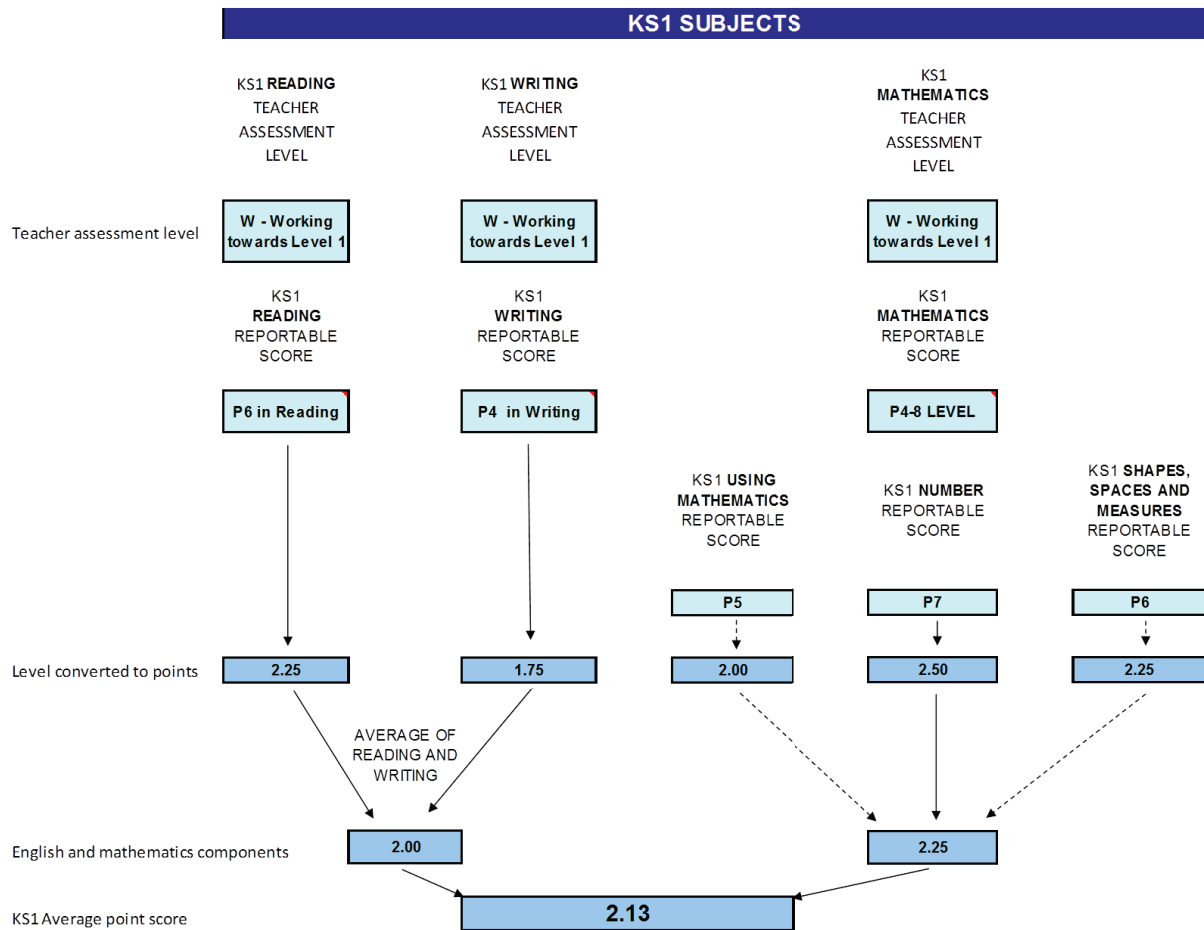 KS1 SUBJECTS
KS1 READING
TEACHER
ASSESSMENT
LEVEL
KS1 WRITING
TEACHER
ASSESSMENT
LEVEL
KS1
MATHEMATICS
TEACHER
ASSESSMENT
LEVEL
Teacher assessment level
W - Working
towards Level 1
W - Working
towards Level 1
W - Working
towards Level 1
KS1
READING
REPORTABLE
SCORE
KS1
WRITING
REPORTABLE
SCORE
KS1
MATHEMATICS
REPORTABLE
SCORE
P6 in Reading
P4 in Writing
P4-8 LEVEL
KS1 USING
MATHEMATICS
REPORTABLE
SCORE
KS1 NUMBER
REPORTABLE
SCORE
KS1 SHAPES,
SPACES AND
MEASURES
REPORTABLE
SCORE
P5
P7
P6
Level converted to points
2.25
1.75
2.00
2.50
2.25
AVERAGE OF
READING AND
WRITING
English and mathematics components
2.00
2.25
KS1 Average point score
2.13